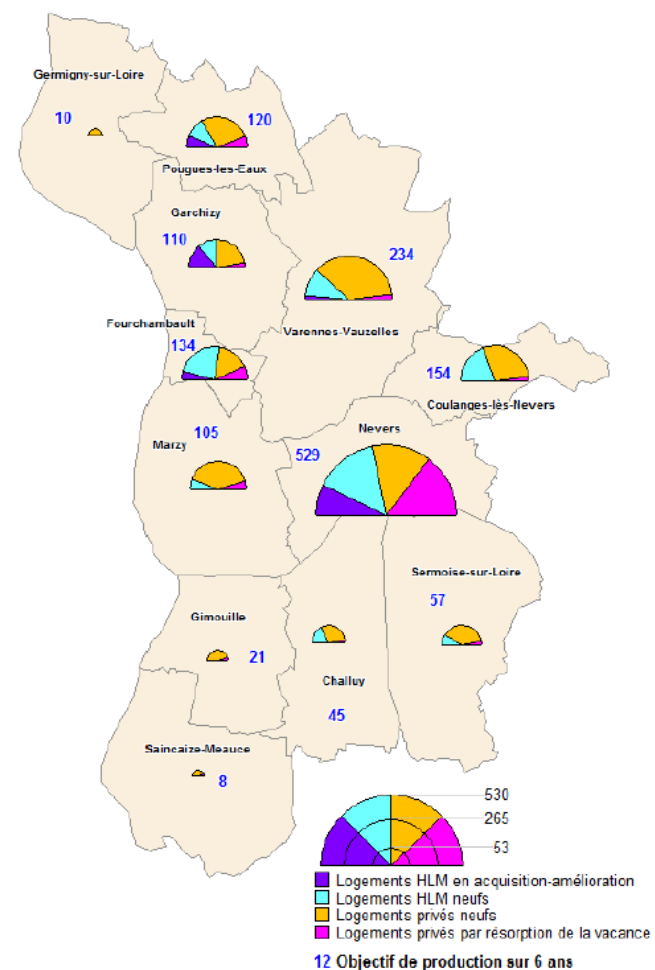 Germigny-sur-Loire
10
120
Pougues-les-Eaux
Garchizy
110
234
Fourchambault
134
Varennes-Vauzelles
154
Coulanges-lès-Nevers
Nevers
105
Marzy
529
Sermoise-sur-Loire
57
Gimouille
21
Challuy
45
Saincaize-Meauce
8
530
265
53
Logements HLM en acquisition-amélioration
Logements HLM neufs
Logements privés neufs
Logements privés par résorption de la vacance
12 Objectif de production sur 6 ans